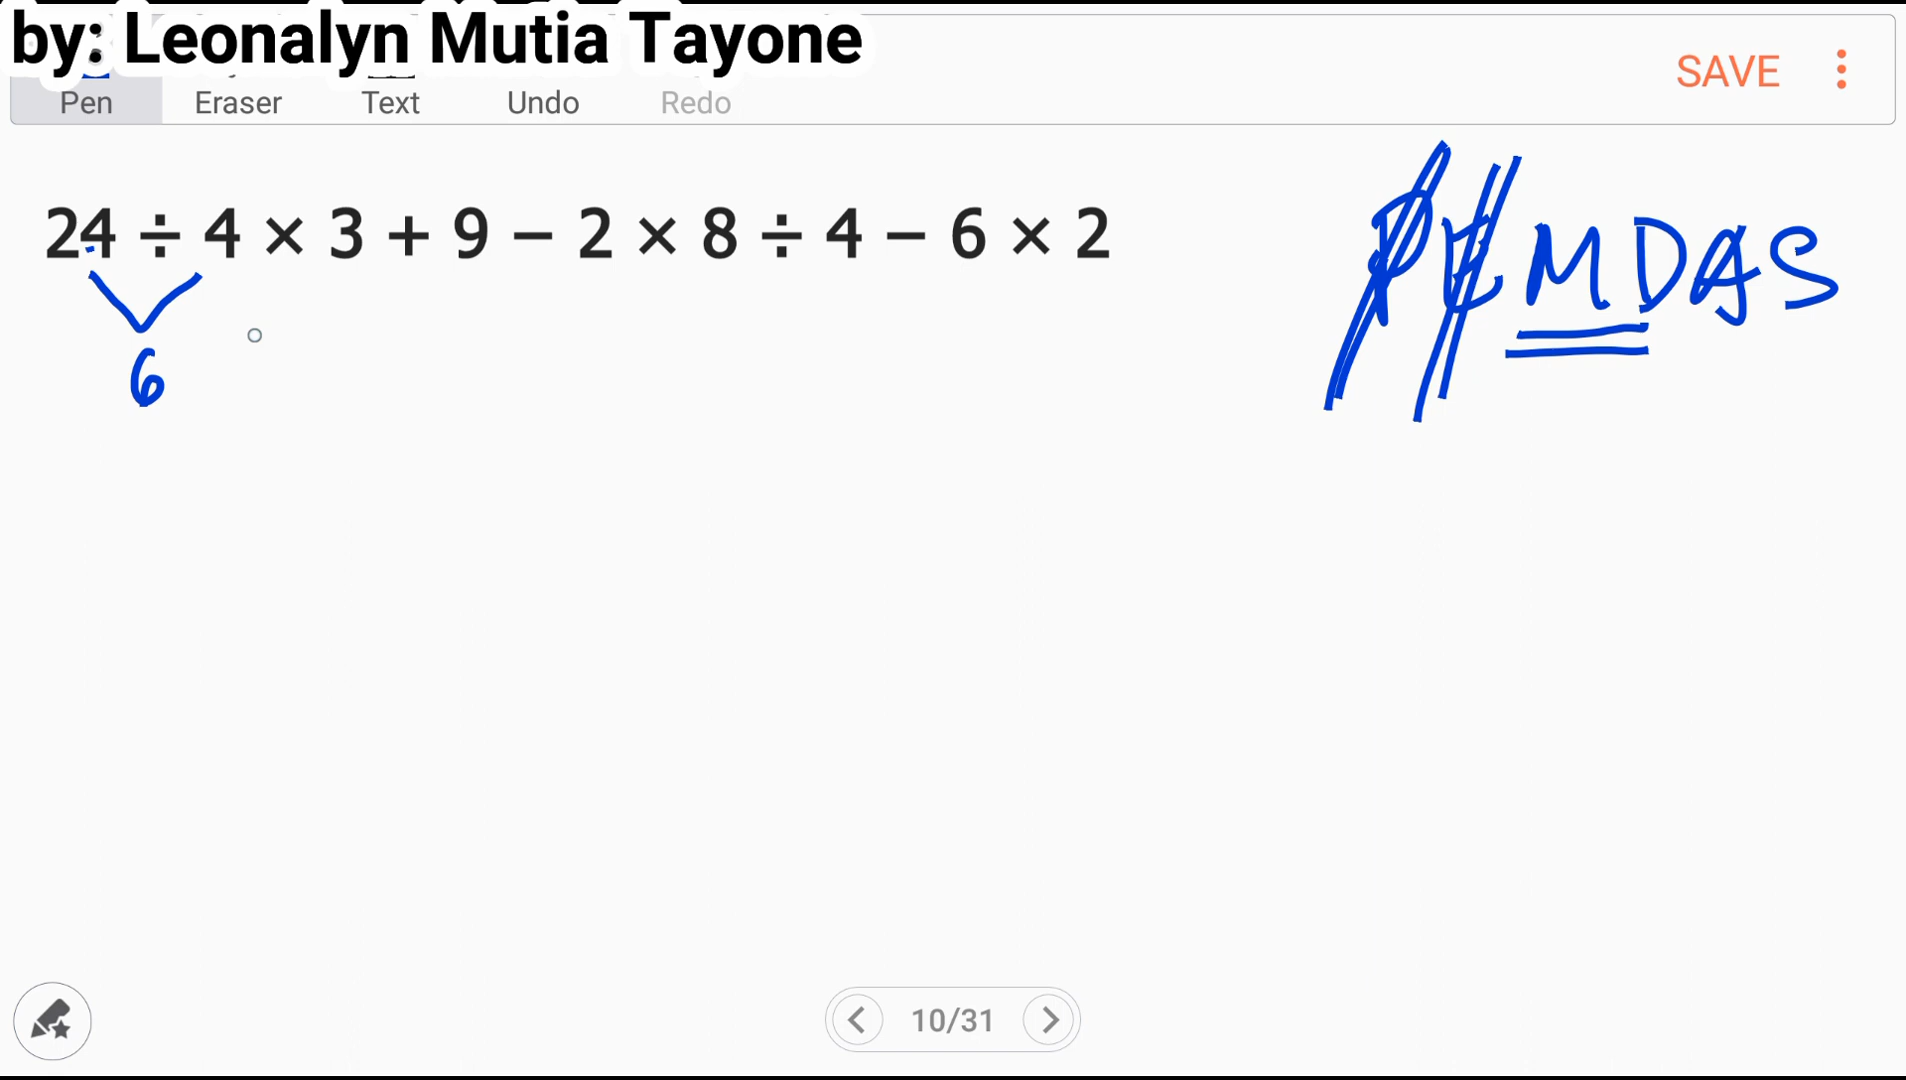 by: Leonalyn Mutia Tayone
SAVE
Pen Eraser Text Undo Redo
24 ÷ 4 × 3 + 9 − 2 × 8 ÷ 4 − 6 × 2
PEMDAS
6
10/31